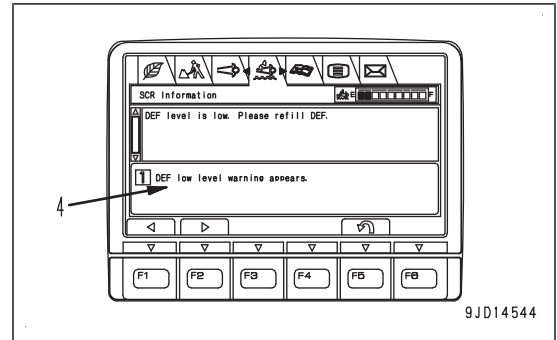 SCR Information
E F
DEF level is low. Please refill DEF.
1 DEF low level warning appears.
4
F1 F2 F3 F4 F5 F6
9JD14544